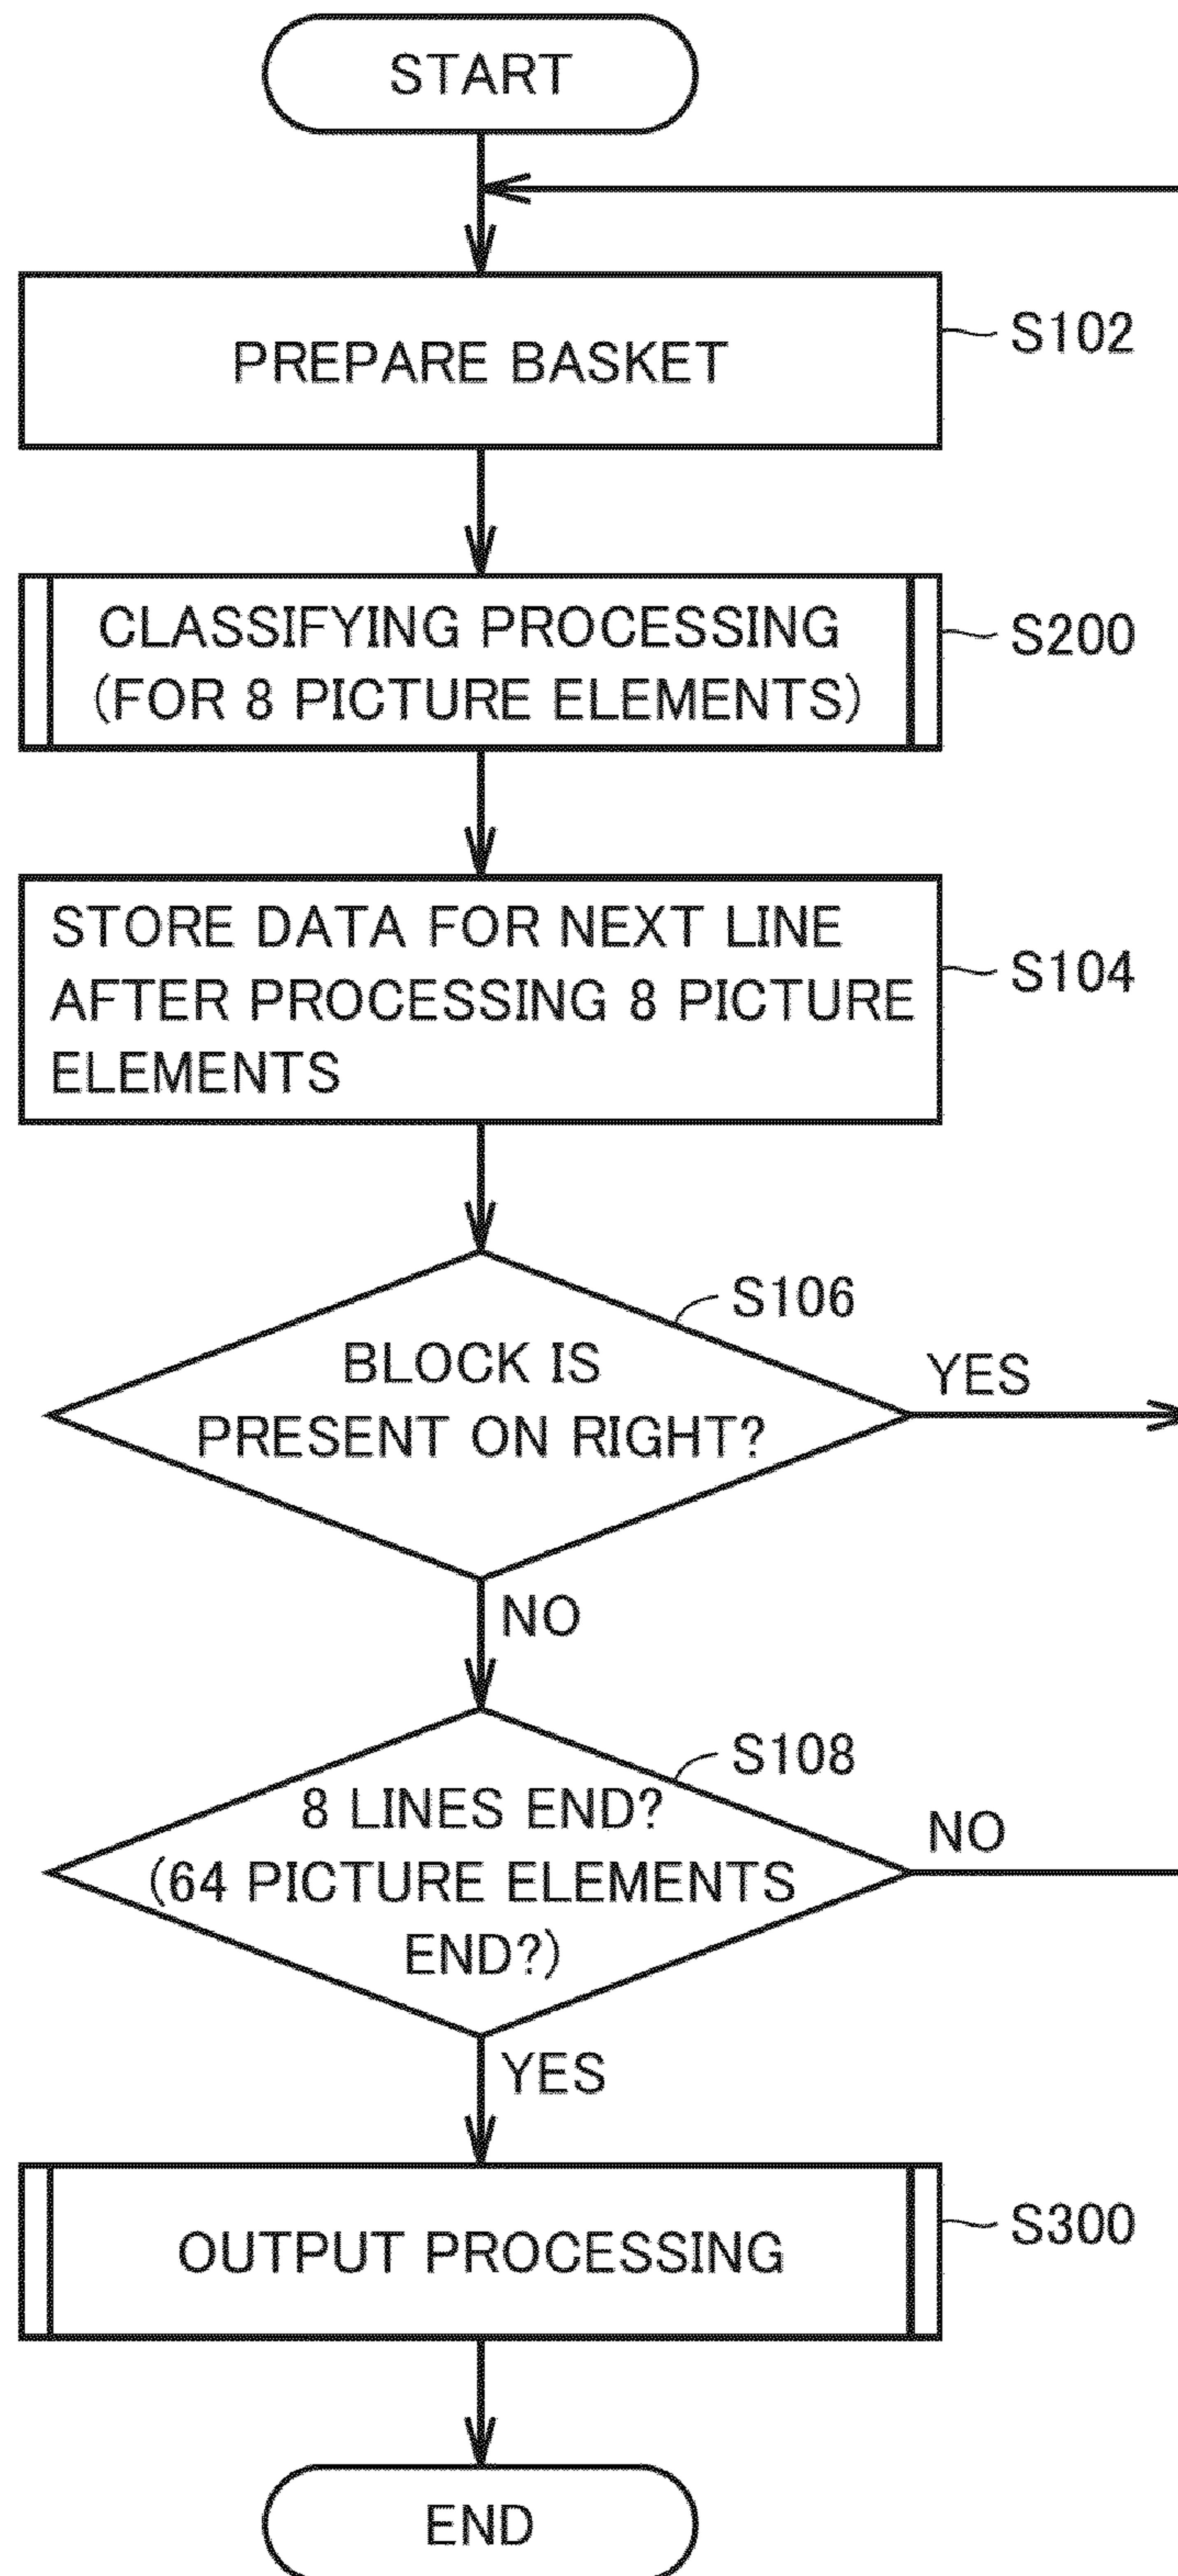 START
PREPARE BASKET
S102
CLASSIFYING PROCESSING
(FOR 8 PICTURE ELEMENTS)
S200
STORE DATA FOR NEXT LINE
AFTER PROCESSING 8 PICTURE
ELEMENTS
S104
S106
BLOCK IS
PRESENT ON RIGHT?
YES
NO
S108
8 LINES END?
(64 PICTURE ELEMENTS
END?)
NO
YES
OUTPUT PROCESSING
S300
END